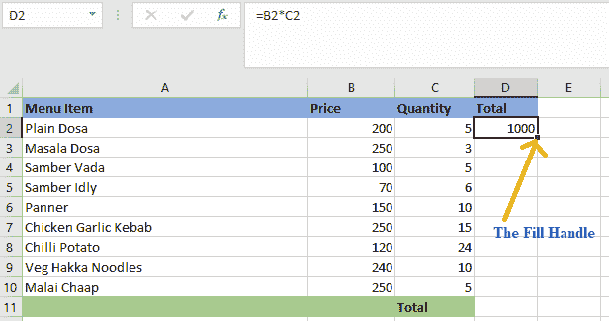 D2 fx =B2*C2
A B C D E
1 Menu Item Price Quantity Total
2 Plain Dosa 200 5 1000
3 Masala Dosa 250 3
4 Samber Vada 100 5
5 Samber Idly 70 6
6 Panner 150 10
The Fill Handle
7 Chicken Garlic Kebab 250 15
8 Chilli Potato 120 24
9 Veg Hakka Noodles 240 10
10 Malai Chaap 250 5
11 Total